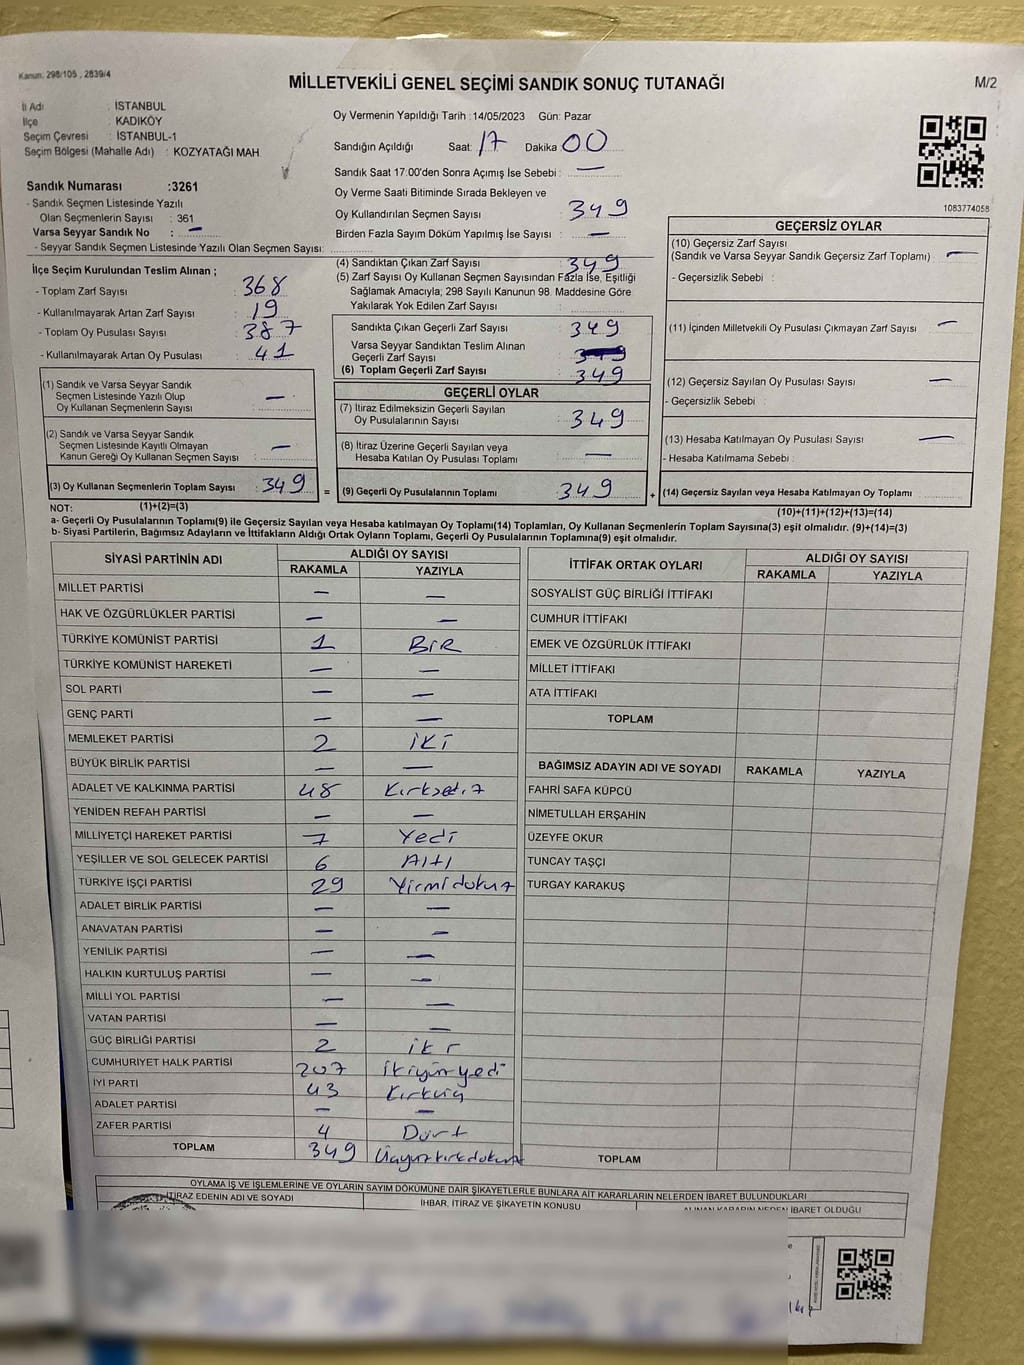 Kanun: 298/105 , 2839/4
MİLLETVEKİLİ GENEL SEÇİMİ SANDIK SONUÇ TUTANAĞI
M/2
İl Adı : İSTANBUL
İlçe : KADIKÖY
Seçim Çevresi : İSTANBUL-1
Seçim Bölgesi (Mahalle Adı) : KOZYATAĞI MAH.
Sandık Numarası :3261
- Sandık Seçmen Listesinde Yazılı
Olan Seçmenlerin Sayısı : 361
Varsa Seyyar Sandık No : —
- Seyyar Sandık Seçmen Listesinde Yazılı Olan Seçmen Sayısı:
Oy Vermenin Yapıldığı Tarih :14/05/2023 Gün: Pazar
Sandığın Açıldığı Saat: 17 Dakika 00
Sandık Saat 17:00'den Sonra Açımış İse Sebebi : —
Oy Verme Saati Bitiminde Sırada Bekleyen ve
Oy Kullandırılan Seçmen Sayısı 349
Birden Fazla Sayım Döküm Yapılmış İse Sayısı : —
1083774058
İlçe Seçim Kurulundan Teslim Alınan ;
- Toplam Zarf Sayısı : 368
- Kullanılmayarak Artan Zarf Sayısı : 19
- Toplam Oy Pusulası Sayısı : 387
- Kullanılmayarak Artan Oy Pusulası : 41
(1) Sandık ve Varsa Seyyar Sandık
Seçmen Listesinde Yazılı Olup
Oy Kullanan Seçmenlerin Sayısı : —
(2) Sandık ve Varsa Seyyar Sandık
Seçmen Listesinde Kayıtlı Olmayan
Kanun Gereği Oy Kullanan Seçmen Sayısı : —
(3) Oy Kullanan Seçmenlerin Toplam Sayısı 349
(1)+(2)=(3)
(4) Sandıktan Çıkan Zarf Sayısı : 349
(5) Zarf Sayısı Oy Kullanan Seçmen Sayısından Fazla İse, Eşitliği
Sağlamak Amacıyla; 298 Sayılı Kanunun 98. Maddesine Göre
Yakılarak Yok Edilen Zarf Sayısı :
Sandıkta Çıkan Geçerli Zarf Sayısı : 349
Varsa Seyyar Sandıktan Teslim Alınan
Geçerli Zarf Sayısı :
(6) Toplam Geçerli Zarf Sayısı : 349
GEÇERLİ OYLAR
(7) İtiraz Edilmeksizin Geçerli Sayılan
Oy Pusulalarının Sayısı : 349
(8) İtiraz Üzerine Geçerli Sayılan veya
Hesaba Katılan Oy Pusulası Toplamı : —
= (9) Geçerli Oy Pusulalarının Toplamı 349
GEÇERSİZ OYLAR
(10) Geçersiz Zarf Sayısı
(Sandık ve Varsa Seyyar Sandık Geçersiz Zarf Toplamı) : —
- Geçersizlik Sebebi :
(11) İçinden Milletvekili Oy Pusulası Çıkmayan Zarf Sayısı : —
(12) Geçersiz Sayılan Oy Pusulası Sayısı : —
- Geçersizlik Sebebi :
(13) Hesaba Katılmayan Oy Pusulası Sayısı : —
- Hesaba Katılmama Sebebi :
+ (14) Geçersiz Sayılan veya Hesaba Katılmayan Oy Toplamı
(10)+(11)+(12)+(13)=(14)
NOT:
a- Geçerli Oy Pusulalarının Toplamı(9) ile Geçersiz Sayılan veya Hesaba katılmayan Oy Toplamı(14) Toplamları, Oy Kullanan Seçmenlerin Toplam Sayısına(3) eşit olmalıdır. (9)+(14)=(3)
b- Siyasi Partilerin, Bağımsız Adayların ve İttifakların Aldığı Ortak Oyların Toplamı, Geçerli Oy Pusulalarının Toplamına(9) eşit olmalıdır.
SİYASİ PARTİNİN ADI ALDIĞI OY SAYISI
RAKAMLA YAZIYLA
MİLLET PARTİSİ — —
HAK VE ÖZGÜRLÜKLER PARTİSİ — —
TÜRKİYE KOMÜNİST PARTİSİ 1 BİR
TÜRKİYE KOMÜNİST HAREKETİ — —
SOL PARTİ — —
GENÇ PARTİ — —
MEMLEKET PARTİSİ 2 İKİ
BÜYÜK BİRLİK PARTİSİ — —
ADALET VE KALKINMA PARTİSİ 48 Kırksekiz
YENİDEN REFAH PARTİSİ — —
MİLLİYETÇİ HAREKET PARTİSİ 7 Yedi
YEŞİLLER VE SOL GELECEK PARTİSİ 6 Altı
TÜRKİYE İŞÇİ PARTİSİ 29 Yirmidokuz
ADALET BİRLİK PARTİSİ — —
ANAVATAN PARTİSİ — —
YENİLİK PARTİSİ — —
HALKIN KURTULUŞ PARTİSİ — —
MİLLİ YOL PARTİSİ — —
VATAN PARTİSİ — —
GÜÇ BİRLİĞİ PARTİSİ 2 iki
CUMHURİYET HALK PARTİSİ 207 ikiyüzyedi
İYİ PARTİ 43 Kırküç
ADALET PARTİSİ — —
ZAFER PARTİSİ 4 Dört
TOPLAM 349 Üçyüzkırkdokuz
İTTİFAK ORTAK OYLARI ALDIĞI OY SAYISI
RAKAMLA YAZIYLA
SOSYALİST GÜÇ BİRLİĞİ İTTİFAKI
CUMHUR İTTİFAKI
EMEK VE ÖZGÜRLÜK İTTİFAKI
MİLLET İTTİFAKI
ATA İTTİFAKI
TOPLAM
BAĞIMSIZ ADAYIN ADI VE SOYADI RAKAMLA YAZIYLA
FAHRİ SAFA KÜPCÜ
NİMETULLAH ERŞAHİN
ÜZEYFE OKUR
TUNCAY TAŞÇI
TURGAY KARAKUŞ
TOPLAM
OYLAMA İŞ VE İŞLEMLERİNE VE OYLARIN SAYIM DÖKÜMÜNE DAİR ŞİKAYETLERLE BUNLARA AİT KARARLARIN NELERDEN İBARET BULUNDUKLARI
İTİRAZ EDENİN ADI VE SOYADI
İHBAR, İTİRAZ VE ŞİKAYETİN KONUSU
ALINAN KARARIN NEDEN İBARET OLDUĞU